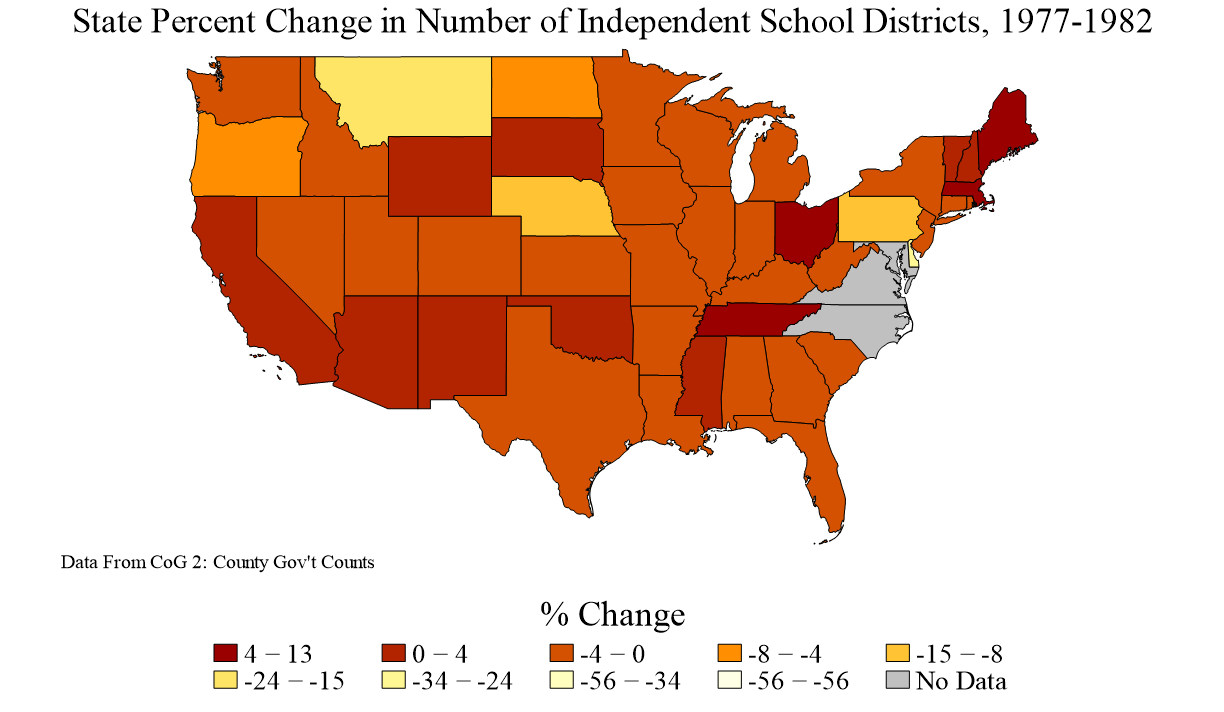 State Percent Change in Number of Independent School Districts, 1977-1982
Data From CoG 2: County Gov't Counts
% Change
4 − 13 0 − 4 -4 − 0 -8 − -4 -15 − -8
-24 − -15 -34 − -24 -56 − -34 -56 − -56 No Data